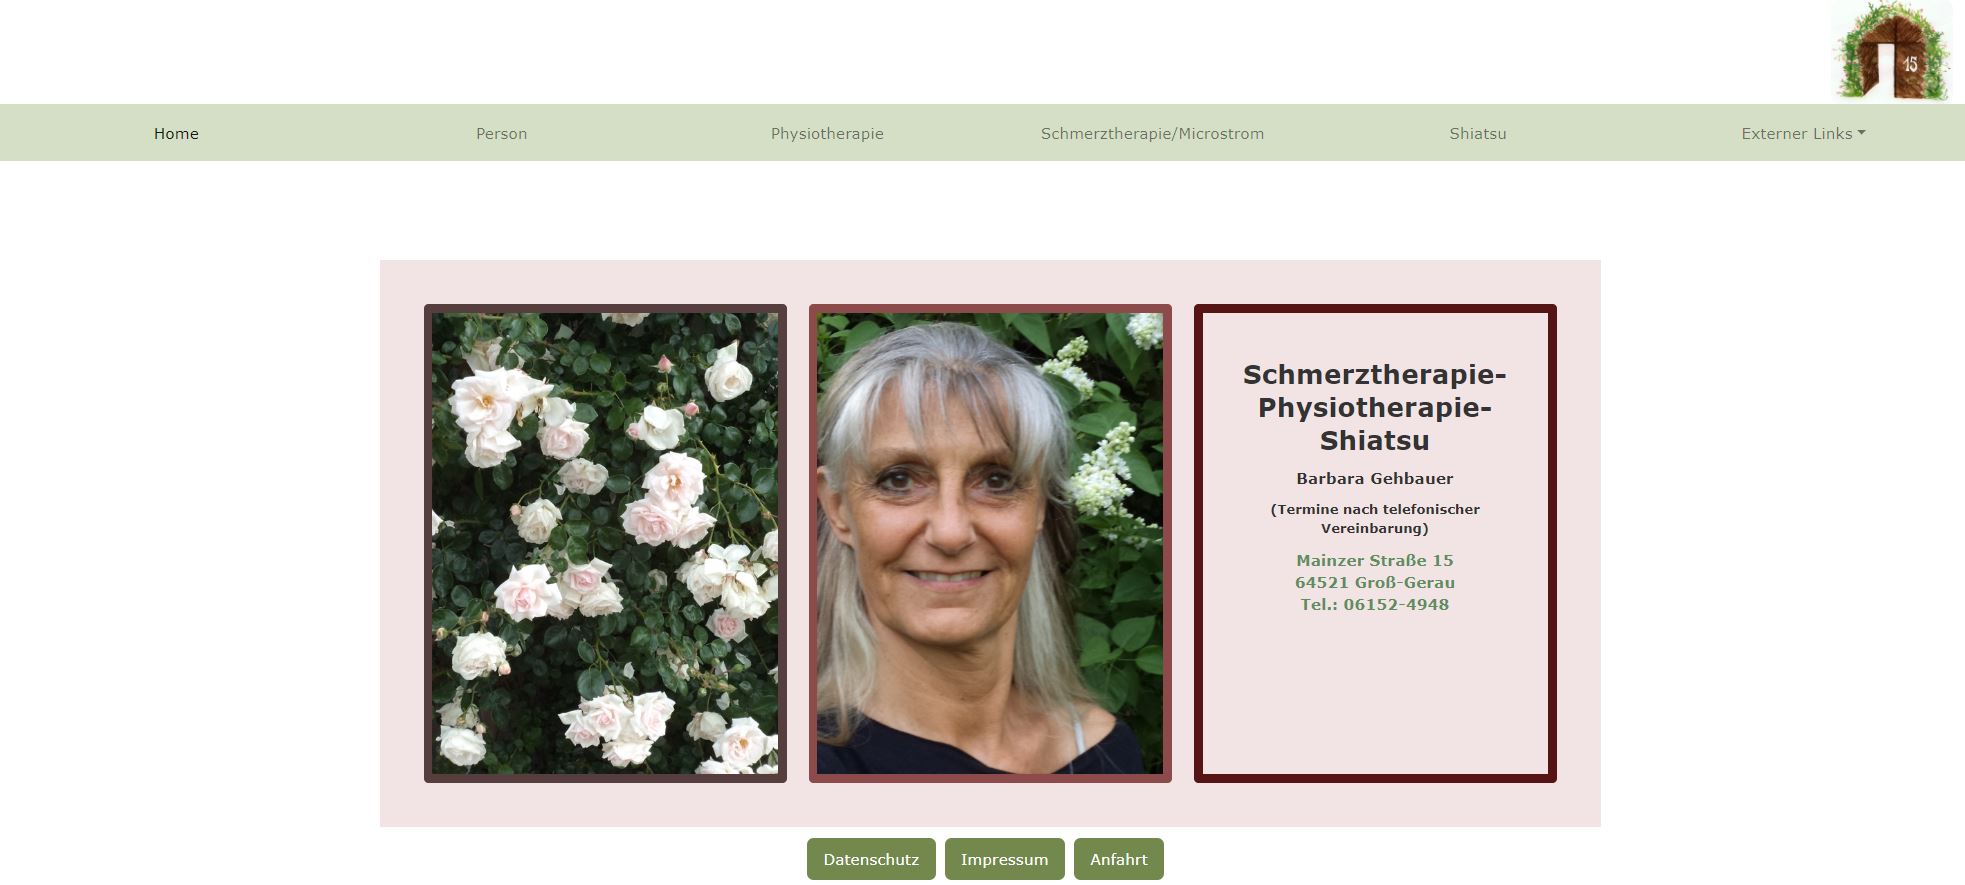 15
Home
Person
Physiotherapie
Schmerztherapie/Microstrom
Shiatsu
Externer Links
Schmerztherapie-
Physiotherapie-
Shiatsu
Barbara Gehbauer
(Termine nach telefonischer
Vereinbarung)
Mainzer Straße 15
64521 Groß-Gerau
Tel.: 06152-4948
Datenschutz
Impressum
Anfahrt